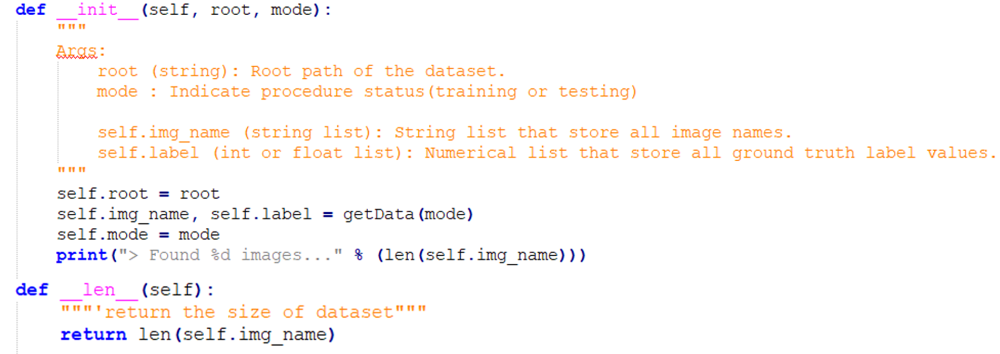 def __init__(self, root, mode):
"""
Args:
root (string): Root path of the dataset.
mode : Indicate procedure status(training or testing)
self.img_name (string list): String list that store all image names.
self.label (int or float list): Numerical list that store all ground truth label values.
"""
self.root = root
self.img_name, self.label = getData(mode)
self.mode = mode
print("> Found %d images..." % (len(self.img_name)))
def __len__(self):
"""'return the size of dataset"""
return len(self.img_name)